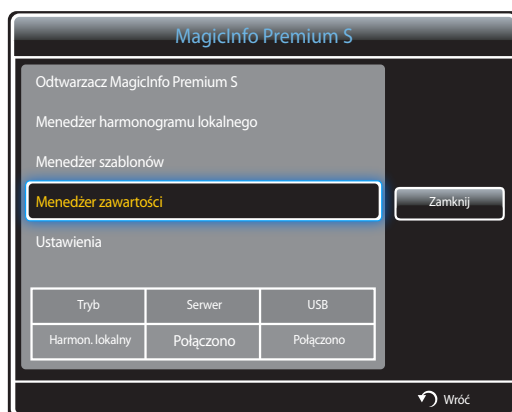 MagicInfo Premium S
Odtwarzacz MagicInfo Premium S
Menedżer harmonogramu lokalnego
Menedżer szablonów
Menedżer zawartości
Zamknij
Ustawienia
Tryb Serwer USB
Harmon. lokalny Połączono Połączono
Wróć